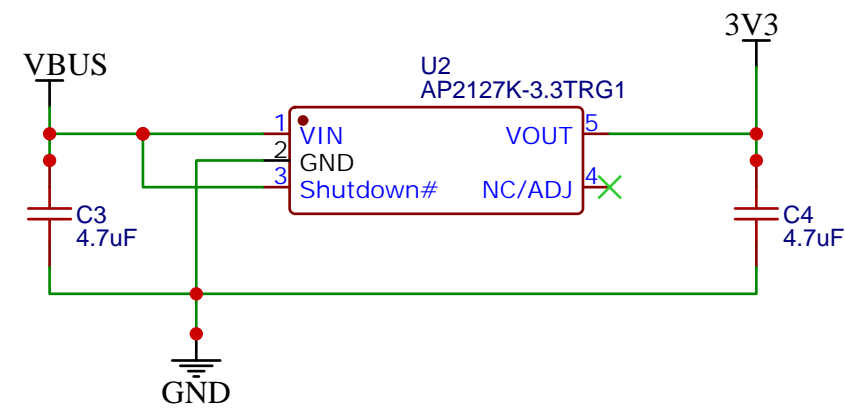 3V3
VBUS
U2
AP2127K-3.3TRG1
1
VIN
VOUT
5
2
GND
3
Shutdown#
NC/ADJ
4
C3
4.7uF
C4
4.7uF
GND